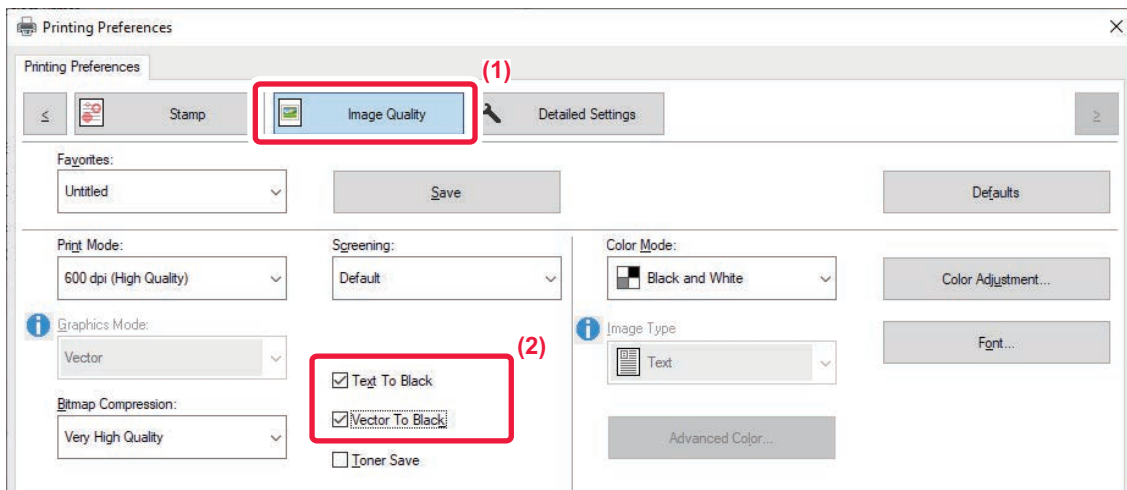 Printing Preferences
Printing Preferences
(1)
≤ Stamp Image Quality Detailed Settings ≥
Favorites:
Untitled Save Defaults
Print Mode: Screening: Color Mode:
600 dpi (High Quality) Default Black and White Color Adjustment...
Graphics Mode: Image Type
Font...
Vector (2) Text
Text To Black
Bitmap Compression:
Vector To Black
Very High Quality Advanced Color...
Toner Save